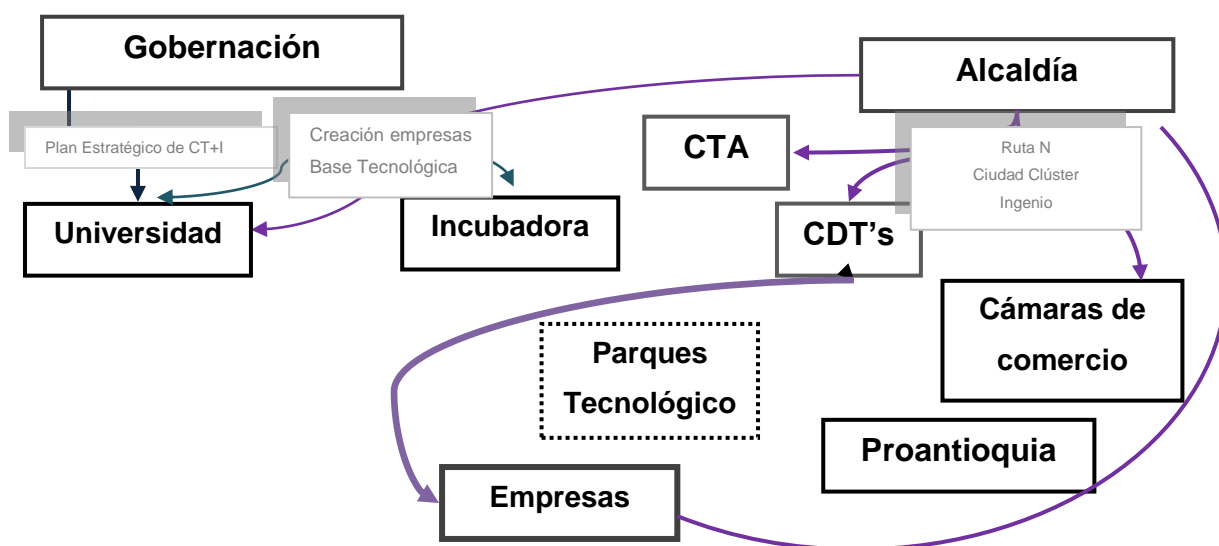 Gobernación
Alcaldía
Plan Estratégico de CT+I
Creación empresas
Base Tecnológica
CTA
Ruta N
Ciudad Clúster
Ingenio
Universidad
Incubadora
CDT’s
Cámaras de
comercio
Parques
Tecnológico
Proantioquia
Empresas